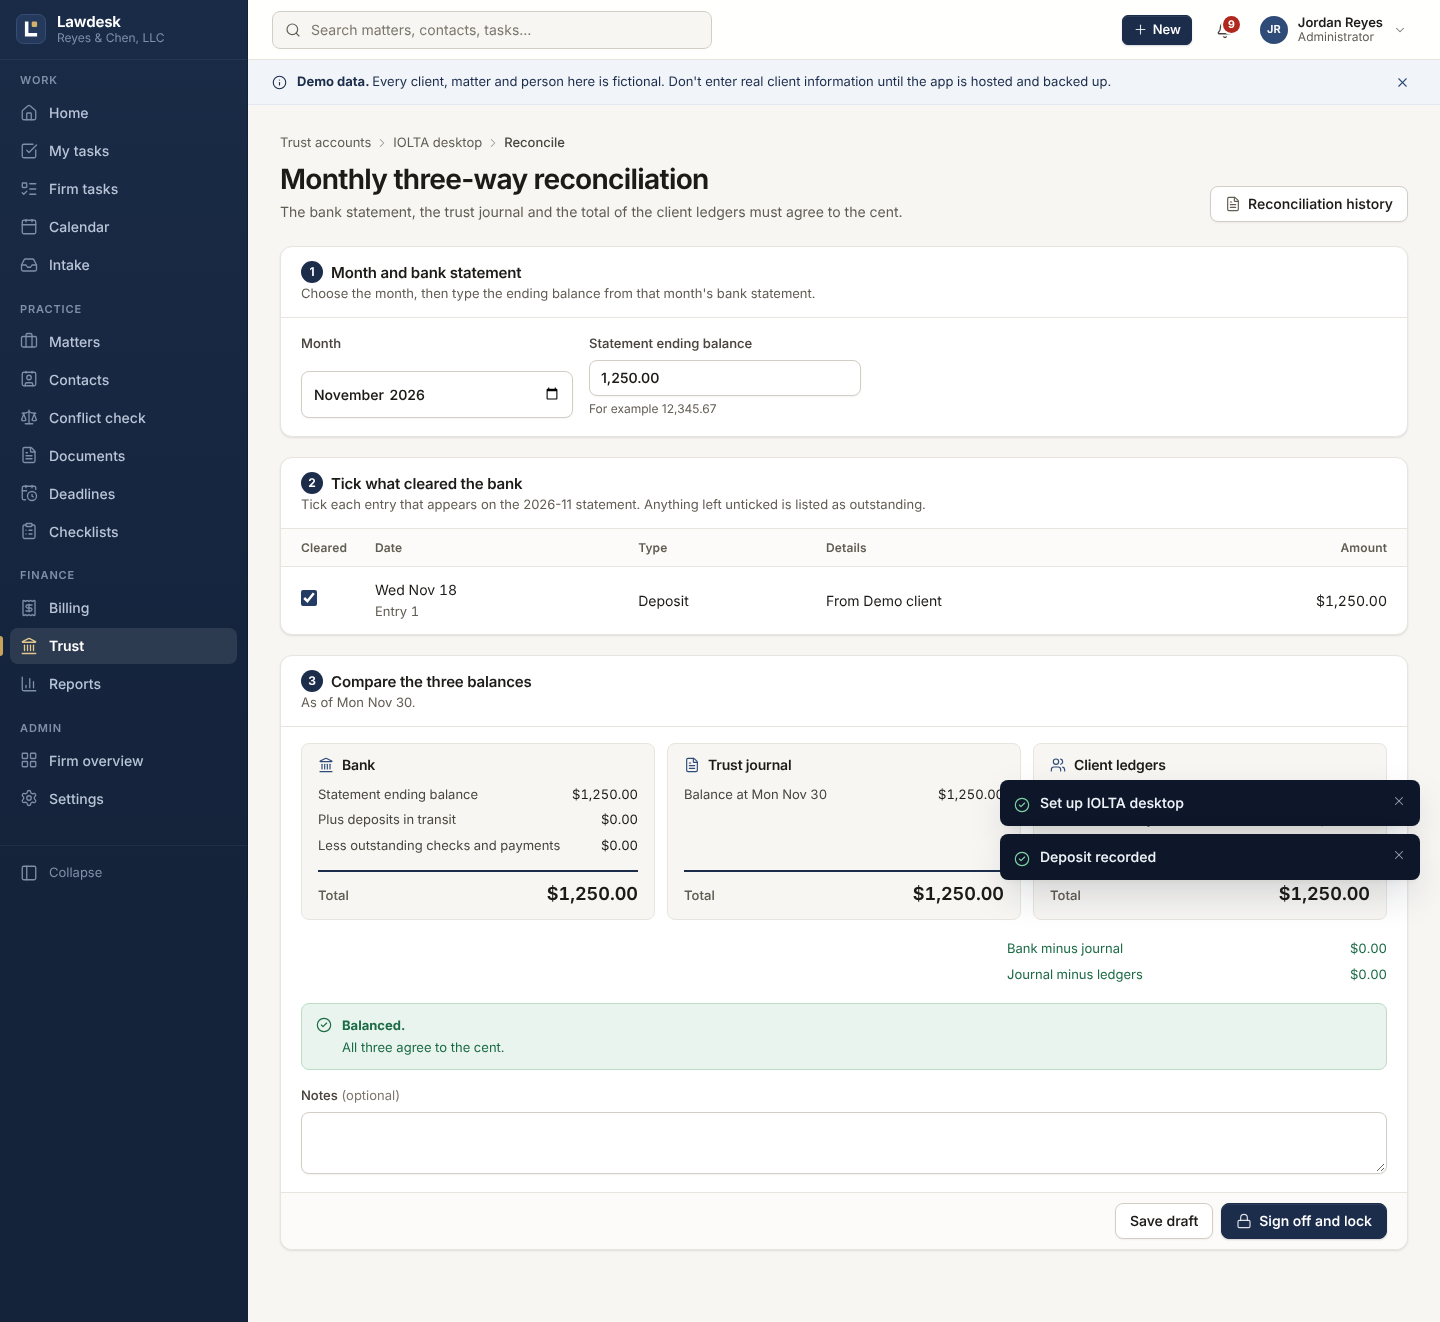 Lawdesk
Reyes & Chen, LLC
WORK
Home
My tasks
Firm tasks
Calendar
Intake
PRACTICE
Matters
Contacts
Conflict check
Documents
Deadlines
Checklists
FINANCE
Billing
Trust
Reports
ADMIN
Firm overview
Settings
Collapse
Search matters, contacts, tasks...
New
9
JR
Jordan Reyes
Administrator
Demo data. Every client, matter and person here is fictional. Don't enter real client information until the app is hosted and backed up.
Trust accounts > IOLTA desktop > Reconcile
Monthly three-way reconciliation
The bank statement, the trust journal and the total of the client ledgers must agree to the cent.
Reconciliation history
1 Month and bank statement
Choose the month, then type the ending balance from that month's bank statement.
Month
November 2026
Statement ending balance
1,250.00
For example 12,345.67
2 Tick what cleared the bank
Tick each entry that appears on the 2026-11 statement. Anything left unticked is listed as outstanding.
Cleared Date Type Details Amount
Wed Nov 18
Entry 1
Deposit From Demo client $1,250.00
3 Compare the three balances
As of Mon Nov 30.
Bank
Statement ending balance $1,250.00
Plus deposits in transit $0.00
Less outstanding checks and payments $0.00
Total $1,250.00
Trust journal
Balance at Mon Nov 30 $1,250.00
Total $1,250.00
Client ledgers
Set up IOLTA desktop
Deposit recorded
Total $1,250.00
Bank minus journal $0.00
Journal minus ledgers $0.00
Balanced.
All three agree to the cent.
Notes (optional)
Save draft
Sign off and lock